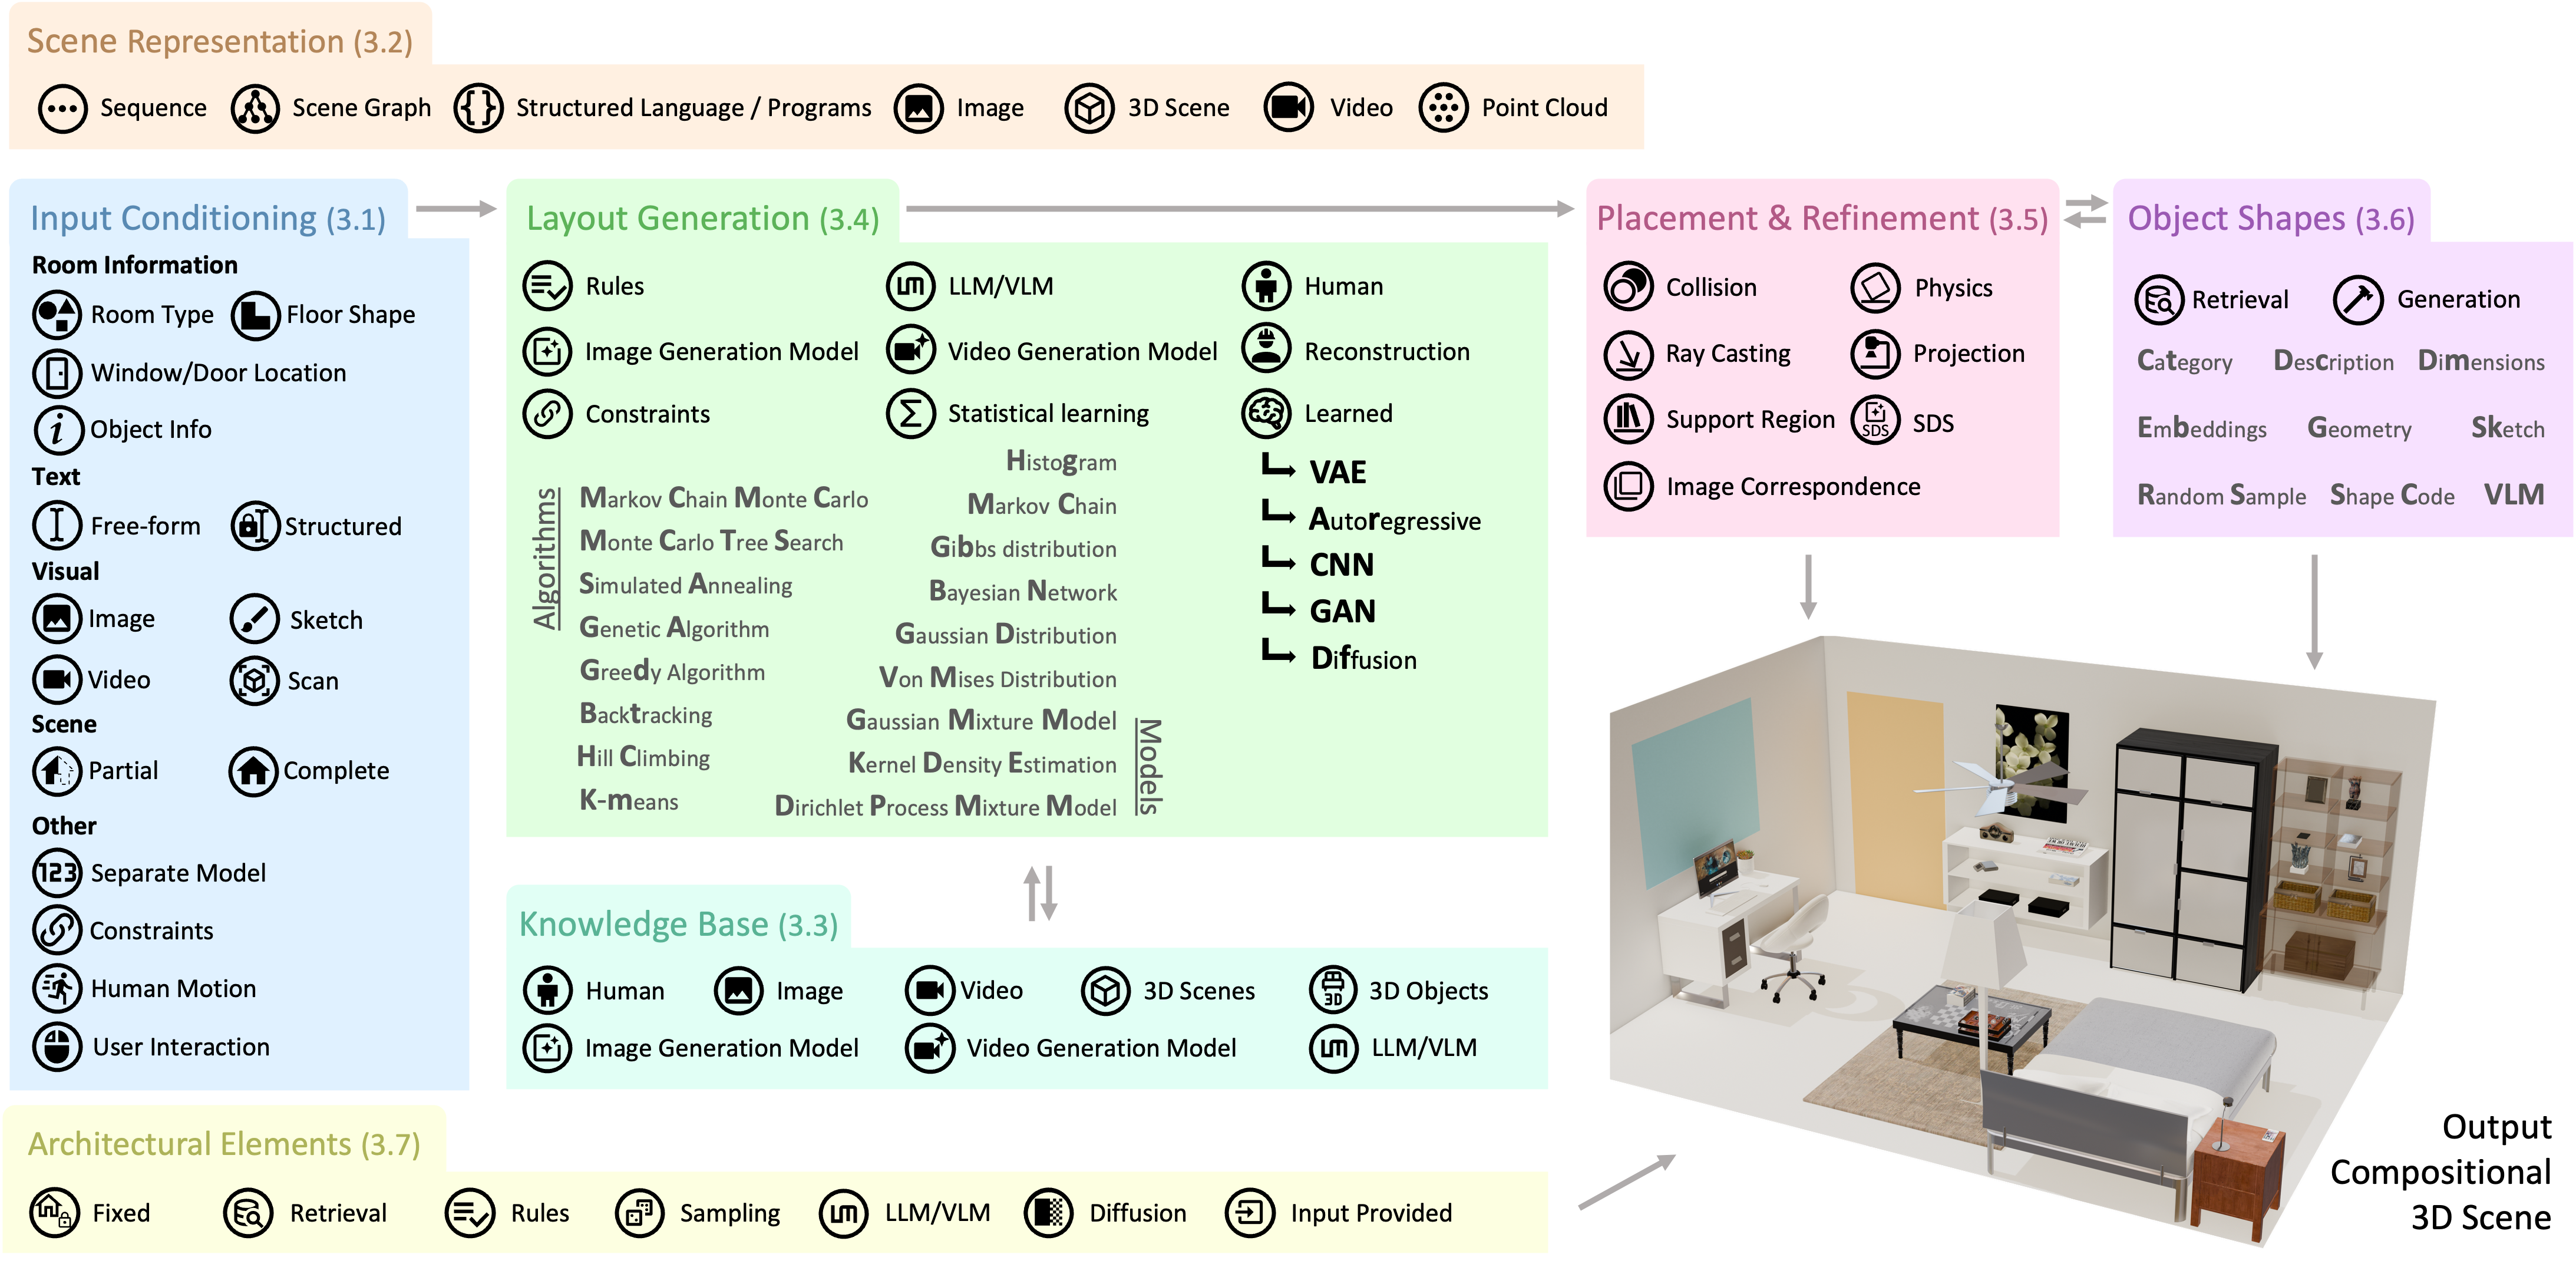 Scene Representation (3.2)
Sequence
Scene Graph
Structured Language / Programs
Image
3D Scene
Video
Point Cloud
Input Conditioning (3.1)
Room Information
Room Type
Floor Shape
Window/Door Location
Object Info
Text
Free-form
Structured
Visual
Image
Sketch
Video
Scan
Scene
Partial
Complete
Other
123
Separate Model
Constraints
Human Motion
User Interaction
Layout Generation (3.4)
Rules
LLM/VLM
Human
Image Generation Model
Video Generation Model
Reconstruction
Constraints
Statistical learning
Learned
Algorithms
Markov Chain Monte Carlo
Monte Carlo Tree Search
Simulated Annealing
Genetic Algorithm
Greedy Algorithm
Backtracking
Hill Climbing
K-means
Histogram
Markov Chain
Gibbs distribution
Bayesian Network
Gaussian Distribution
Von Mises Distribution
Gaussian Mixture Model
Kernel Density Estimation
Dirichlet Process Mixture Model
Models
VAE
Autoregressive
CNN
GAN
Diffusion
Knowledge Base (3.3)
Human
Image
Video
3D Scenes
3D
3D Objects
Image Generation Model
Video Generation Model
LLM/VLM
Placement & Refinement (3.5)
Collision
Physics
Ray Casting
Projection
Support Region
SDS
SDS
Image Correspondence
Object Shapes (3.6)
Retrieval
Generation
Category
Description
Dimensions
Embeddings
Geometry
Sketch
Random Sample
Shape Code
VLM
Architectural Elements (3.7)
Fixed
Retrieval
Rules
Sampling
LLM/VLM
Diffusion
Input Provided
Output
Compositional
3D Scene